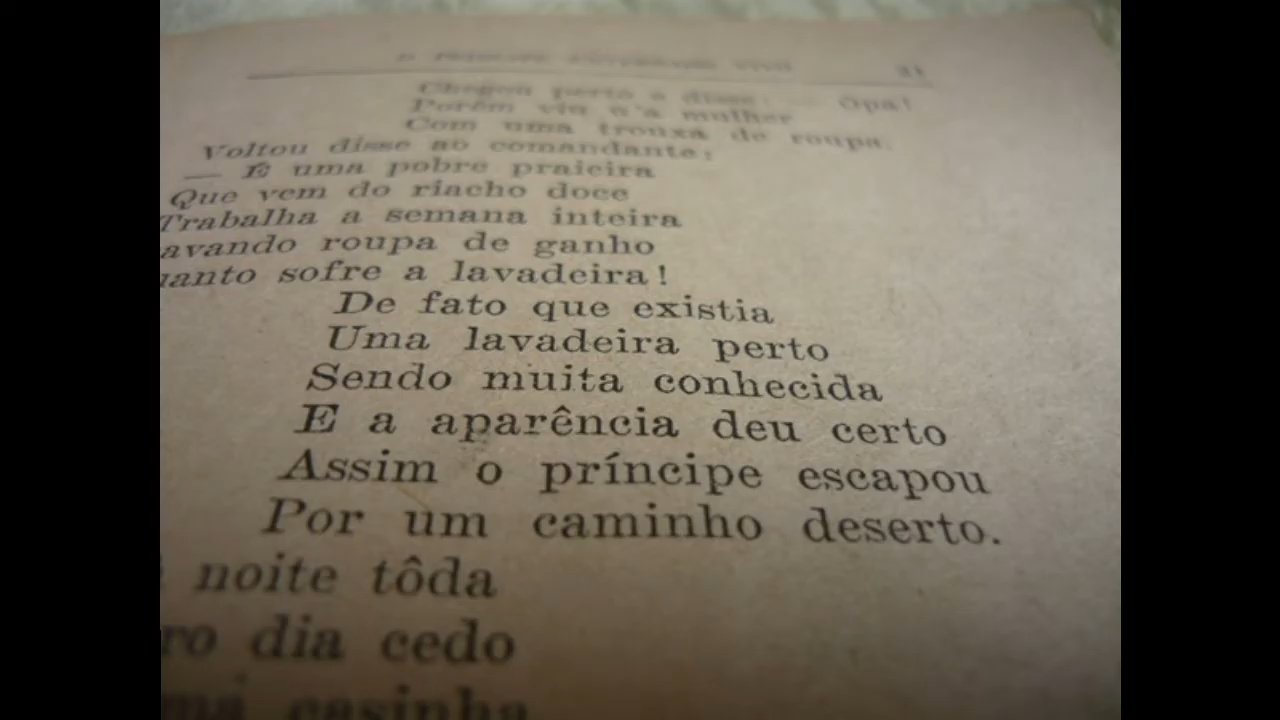 21
Chegou perto e disse: — Opa!
Porém viu n'a mulher
Com uma trouxa de roupa.
Voltou disse ao comandante:
— É uma pobre praieira
Que vem do riacho doce
Trabalha a semana inteira
avando roupa de ganho
uanto sofre a lavadeira!
De fato que existia
Uma lavadeira perto
Sendo muita conhecida
E a aparência deu certo
Assim o príncipe escapou
Por um caminho deserto.
noite tôda
ro dia cedo
ma casinha